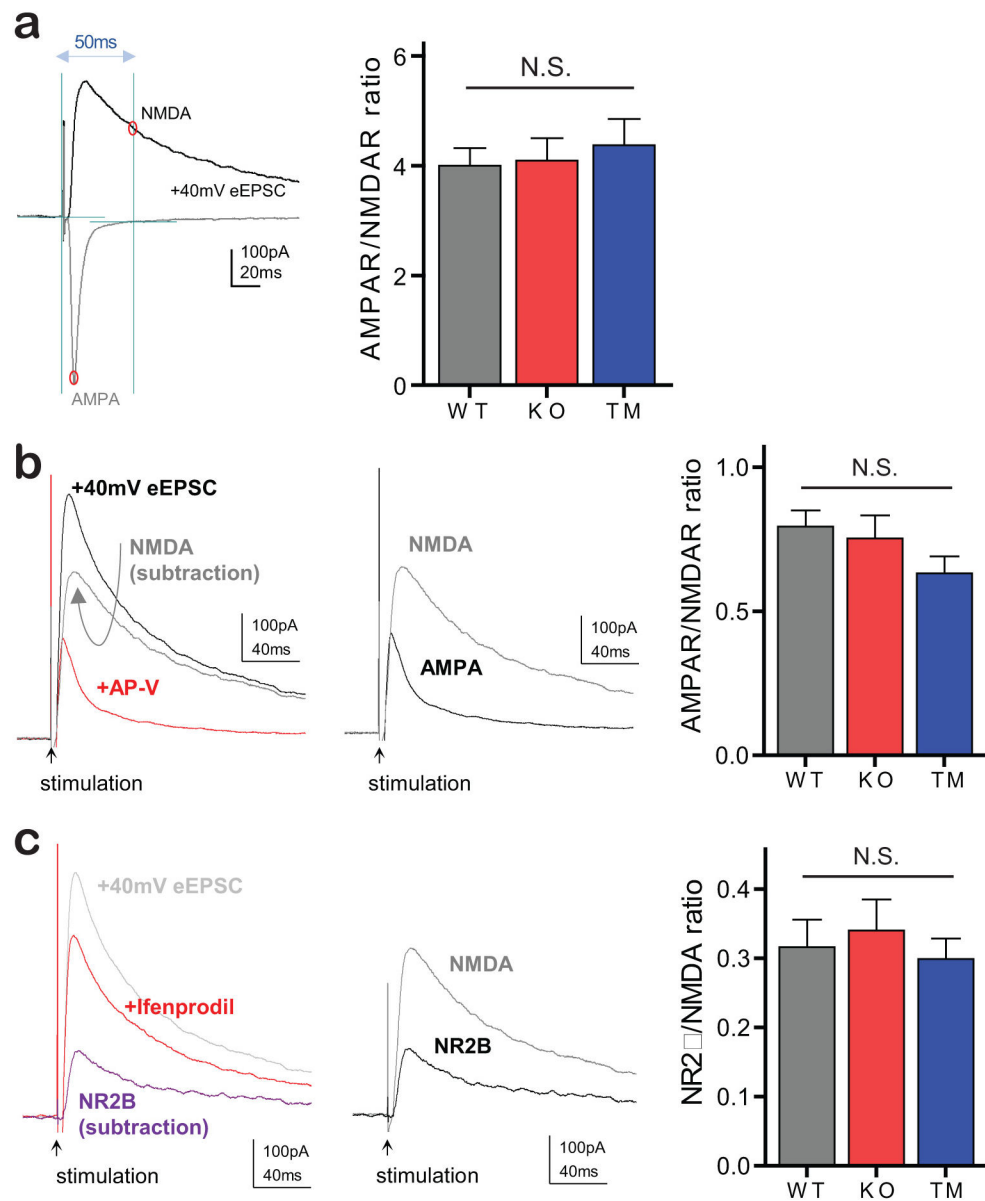 a
50ms
NMDA
+40mV eEPSC
100pA
20ms
AMPA
AMPAR/NMDAR ratio
6
4
2
0
N.S.
WT KO TM
b
+40mV eEPSC
NMDA
(subtraction)
+AP-V
100pA
40ms
stimulation
NMDA
AMPA
100pA
40ms
stimulation
AMPAR/NMDAR ratio
1.0
0.5
0.0
N.S.
WT KO TM
c
+40mV eEPSC
+Ifenprodil
NR2B
(subtraction)
100pA
40ms
stimulation
NMDA
NR2B
100pA
40ms
stimulation
NR2□/NMDA ratio
0.4
0.3
0.2
0.1
0.0
N.S.
WT KO TM